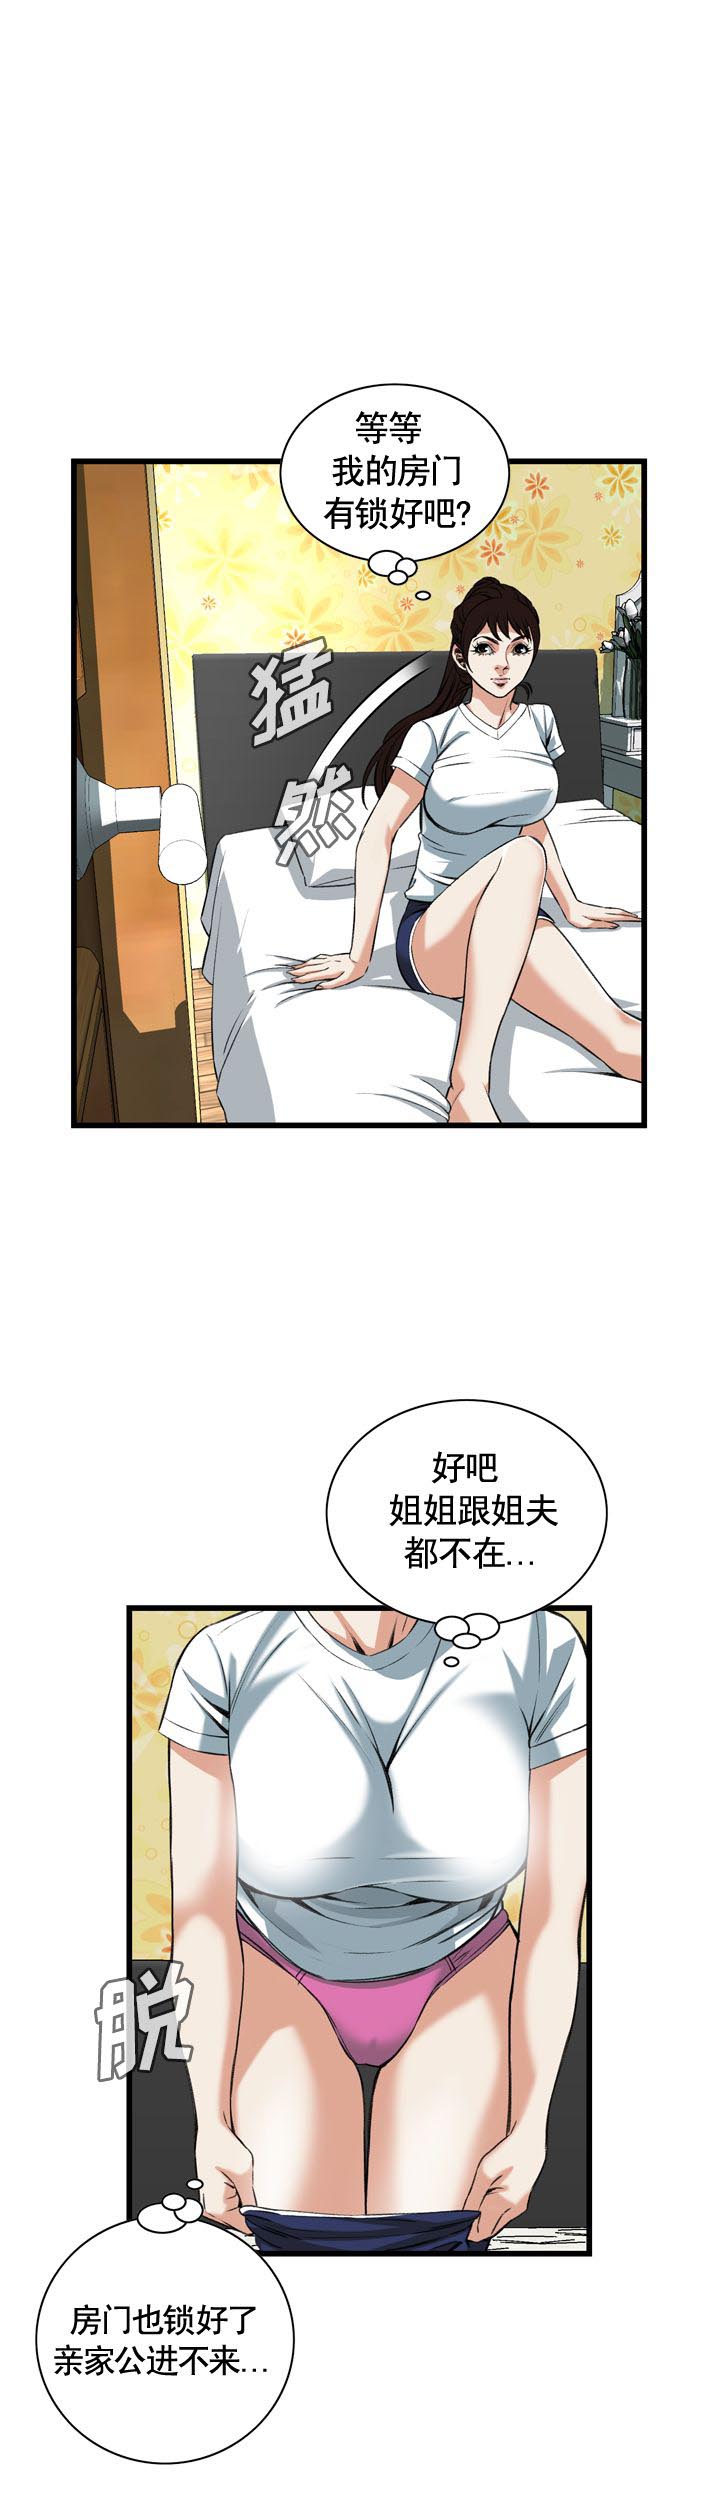 等等
我的房门
有锁好吧?
猛
然
好吧
姐姐跟姐夫
都不在...
脱
房门也锁好了
亲家公进不来...